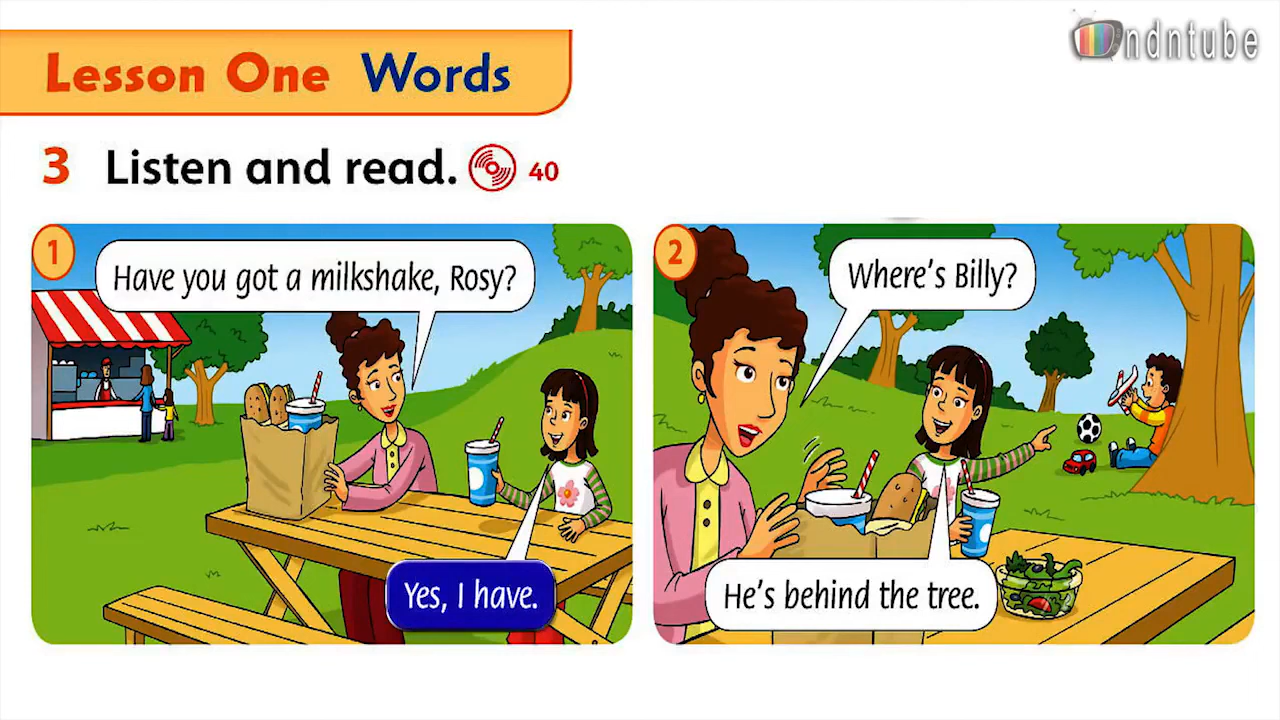 ndntube
Lesson One Words
3 Listen and read. 40
1
Have you got a milkshake, Rosy?
Yes, I have.
2
Where's Billy?
He's behind the tree.